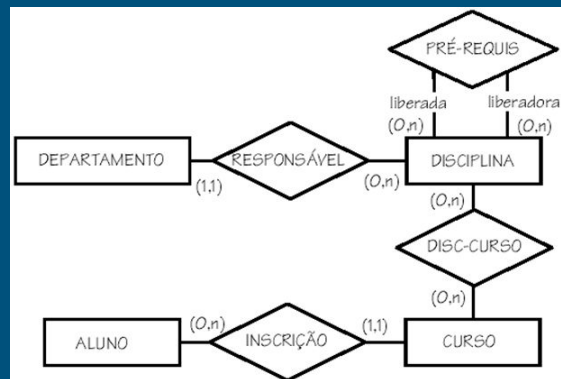 PRÉ-REQUIS
liberada
liberadora
(0,n)
(0,n)
DEPARTAMENTO
RESPONSÁVEL
DISCIPLINA
(1,1)
(0,n)
(0,n)
DISC-CURSO
(0,n)
ALUNO
(0,n)
INSCRIÇÃO
(1,1)
CURSO